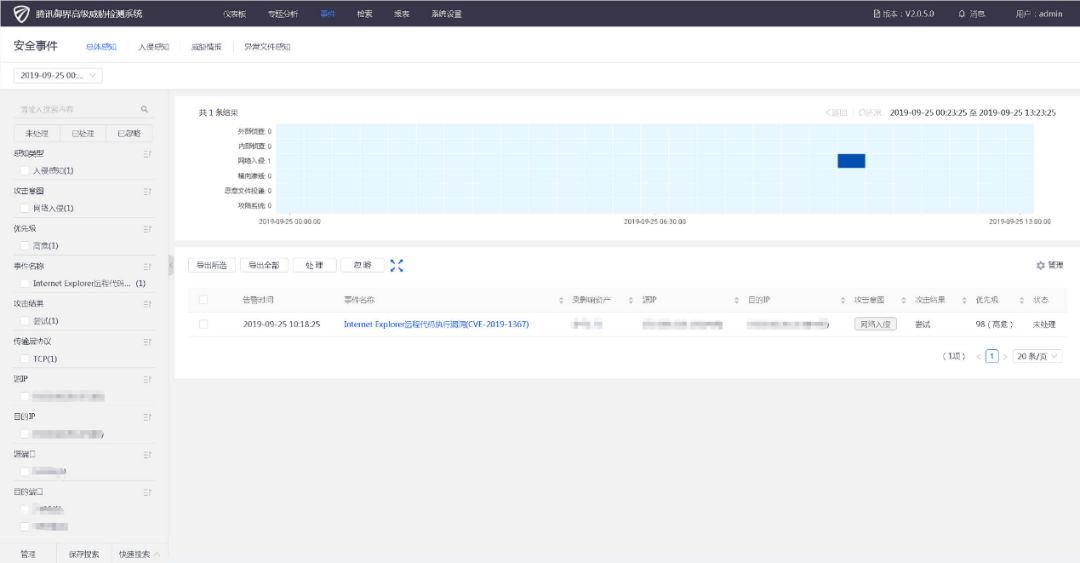 腾讯御界高级威胁检测系统 仪表板 专题分析 事件 检索 报表 系统设置 版本：V2.0.5.0 消息 用户：admin
安全事件 总体感知 入侵感知 威胁情报 异常文件感知
2019-09-25 00:...
请输入搜索内容
未处理 已处理 已忽略
感知类型
入侵感知(1)
攻击意图
网络入侵(1)
优先级
高危(1)
事件名称
Internet Explorer远程代码... (1)
攻击结果
尝试(1)
传输层协议
TCP(1)
源IP
目的IP
源端口
目的端口
管理 保存搜索 快速搜索
共 1 条结果 返回 还原 2019-09-25 00:23:25 至 2019-09-25 13:23:25
外部侦查: 0
内部侦查: 0
网络入侵: 1
横向渗透: 0
恶意文件投递: 0
攻陷系统: 0
2019-09-25 00:00:00 2019-09-25 06:30:00 2019-09-25 13:00:00
导出所选 导出全部 处 理 忽 略 管理
告警时间 事件名称 受影响资产 源IP 目的IP 攻击意图 攻击结果 优先级 状态
2019-09-25 10:18:25 Internet Explorer远程代码执行漏洞(CVE-2019-1367) 网络入侵 尝试 98 ( 高危 ) 未处理
( 1项 ) < 1 > 20 条/页